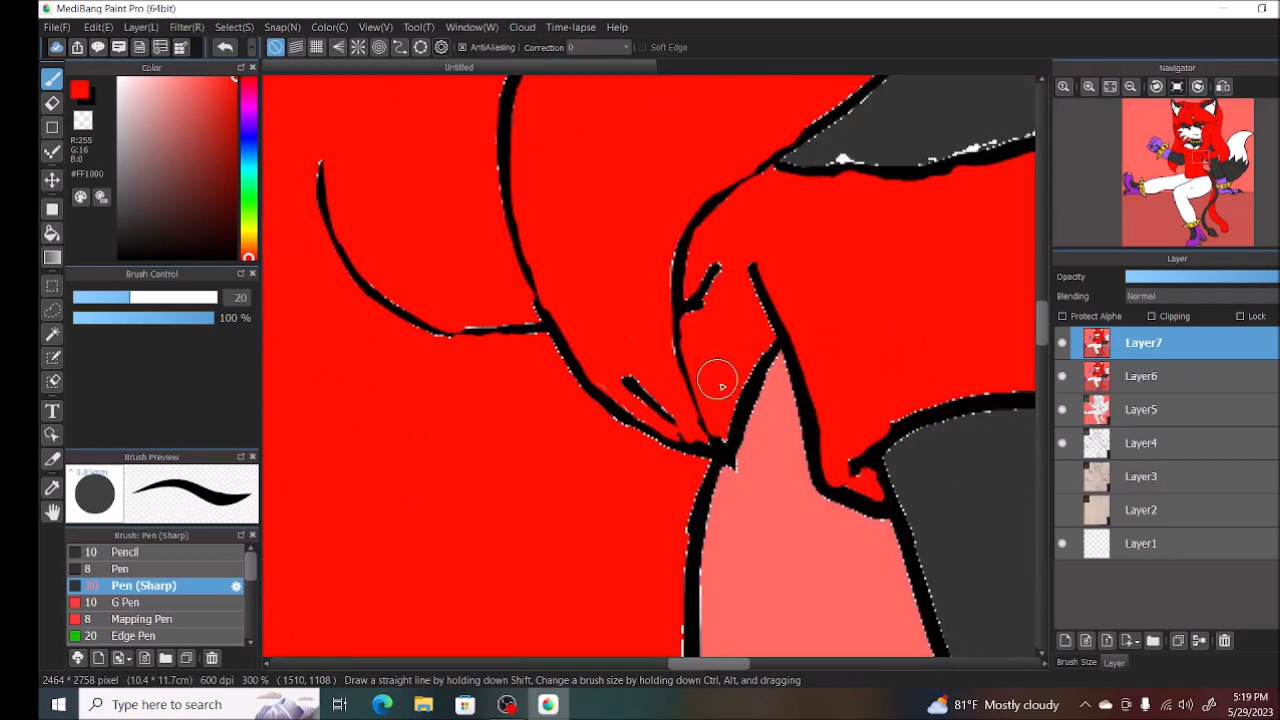 MediBang Paint Pro (64bit)
File(F) Edit(E) Layer(L) Filter(R) Select(S) Snap(N) Color(C) View(V) Tool(T) Window(W) Cloud Time-lapse Help
AntiAliasing Correction 0 Soft Edge
Color Untitled Navigator
R:255
G:16
B:0
#FF1000
Brush Control
20
100 %
Brush Preview
0.85mm
Brush: Pen (Sharp)
10 Pencil
8 Pen
20 Pen (Sharp)
10 G Pen
8 Mapping Pen
20 Edge Pen
Layer
Opacity
Blending Normal
Protect Alpha Clipping Lock
Layer7
Layer6
Layer5
Layer4
Layer3
Layer2
Layer1
Brush Size Layer
2464 * 2758 pixel (10.4 * 11.7cm) 600 dpi 300 % (1510, 1108) Draw a straight line by holding down Shift, Change a brush size by holding down Ctrl, Alt, and dragging
Type here to search
81°F Mostly cloudy
5:19 PM
5/29/2023